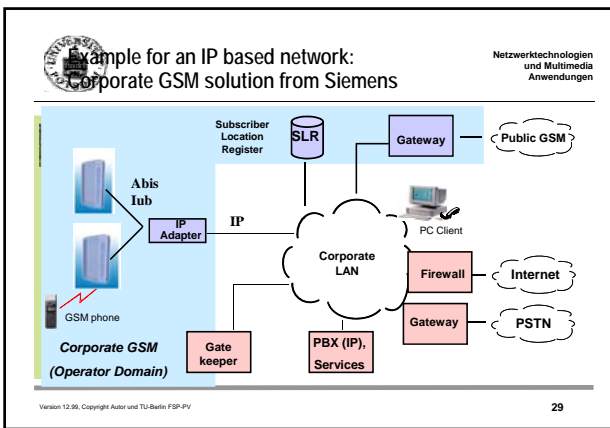 Example for an IP based network:
Corporate GSM solution from Siemens
Netzwerktechnologien
und Multimedia
Anwendungen
Subscriber
Location
Register
SLR
Gateway
Public GSM
Abis
Iub
IP
Adapter
IP
PC Client
Corporate
LAN
Firewall
Internet
GSM phone
Gateway
PSTN
Corporate GSM
(Operator Domain)
Gate
keeper
PBX (IP),
Services
Version 12.99, Copyright Autor und TU-Berlin FSP-PV
29